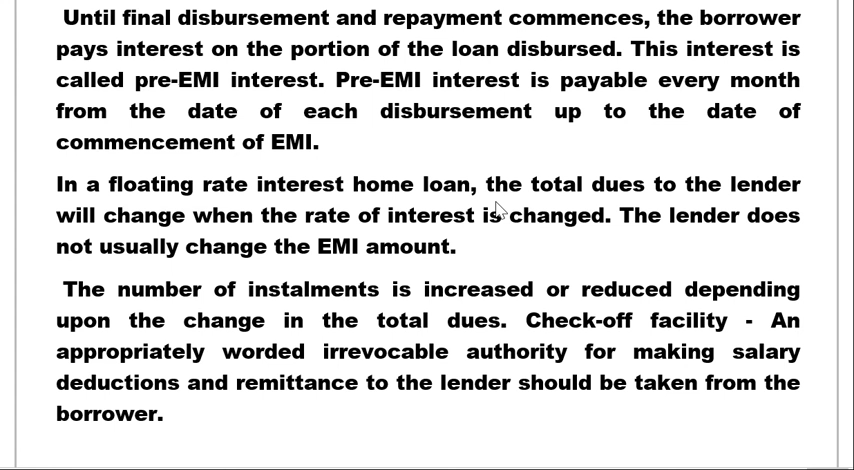 Until final disbursement and repayment commences, the borrower
pays interest on the portion of the loan disbursed. This interest is
called pre-EMI interest. Pre-EMI interest is payable every month
from the date of each disbursement up to the date of
commencement of EMI.
In a floating rate interest home loan, the total dues to the lender
will change when the rate of interest is changed. The lender does
not usually change the EMI amount.
The number of instalments is increased or reduced depending
upon the change in the total dues. Check-off facility - An
appropriately worded irrevocable authority for making salary
deductions and remittance to the lender should be taken from the
borrower.